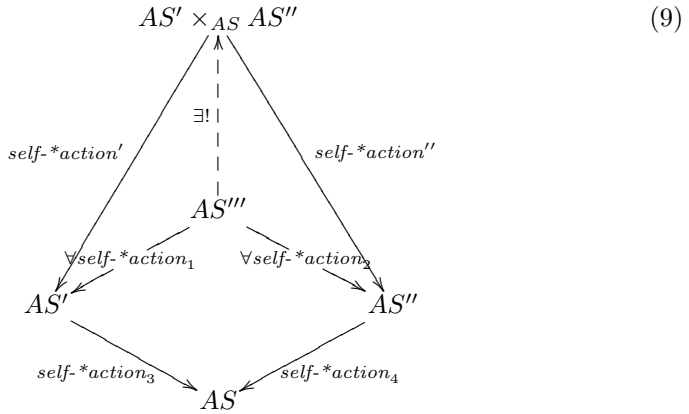 AS′ ×_AS AS″ (9)
∃!
self-*action′ self-*action″
AS‴
∀self-*action₁ ∀self-*action₂
AS′ AS″
self-*action₃ self-*action₄
AS